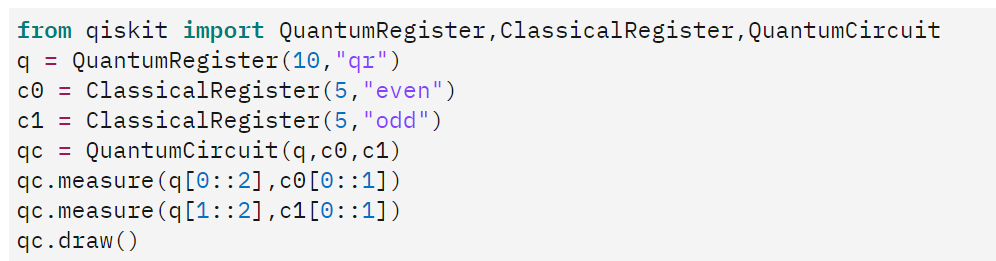 from qiskit import QuantumRegister,ClassicalRegister,QuantumCircuit
q = QuantumRegister(10,"qr")
c0 = ClassicalRegister(5,"even")
c1 = ClassicalRegister(5,"odd")
qc = QuantumCircuit(q,c0,c1)
qc.measure(q[0::2],c0[0::1])
qc.measure(q[1::2],c1[0::1])
qc.draw()